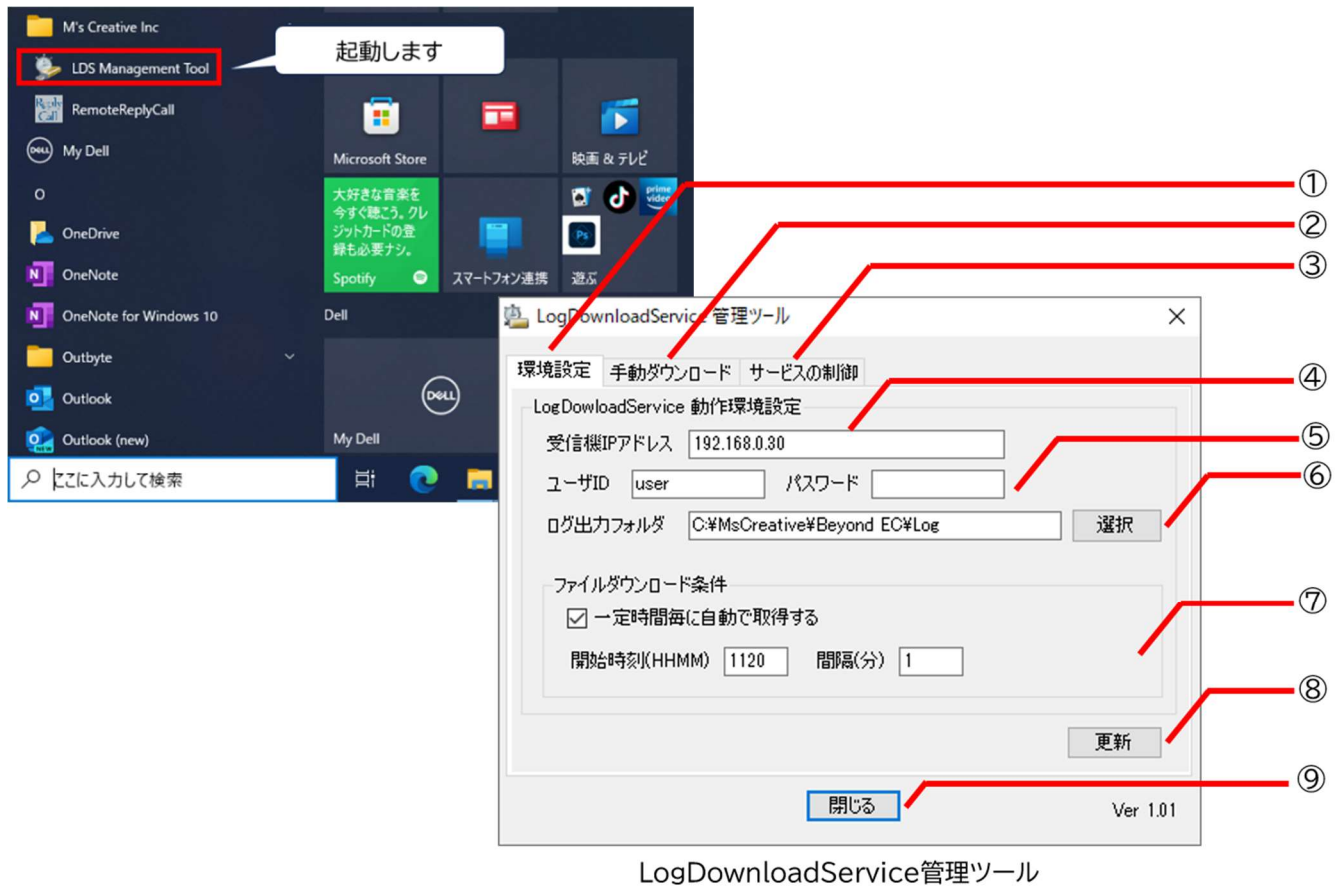 M's Creative Inc
LDS Management Tool
起動します
Reply Call
RemoteReplyCall
DELL
My Dell
O
OneDrive
OneNote
OneNote for Windows 10
Outbyte
Outlook
Outlook (new)
ここに入力して検索
Microsoft Store
映画 & テレビ
大好きな音楽を
今すぐ聴こう。クレ
ジットカードの登
録も必要ナシ。
Spotify
スマートフォン連携
prime video
Ps
遊ぶ
Dell
DELL
My Dell
①
②
③
④
⑤
⑥
⑦
⑧
⑨
LogDownloadService 管理ツール
環境設定 手動ダウンロード サービスの制御
LogDowloadService 動作環境設定
受信機IPアドレス 192.168.0.30
ユーザID user パスワード
ログ出力フォルダ C:¥MsCreative¥Beyond EC¥Log 選択
ファイルダウンロード条件
一定時間毎に自動で取得する
開始時刻(HHMM) 1120 間隔(分) 1
更新
閉じる
Ver 1.01
LogDownloadService管理ツール